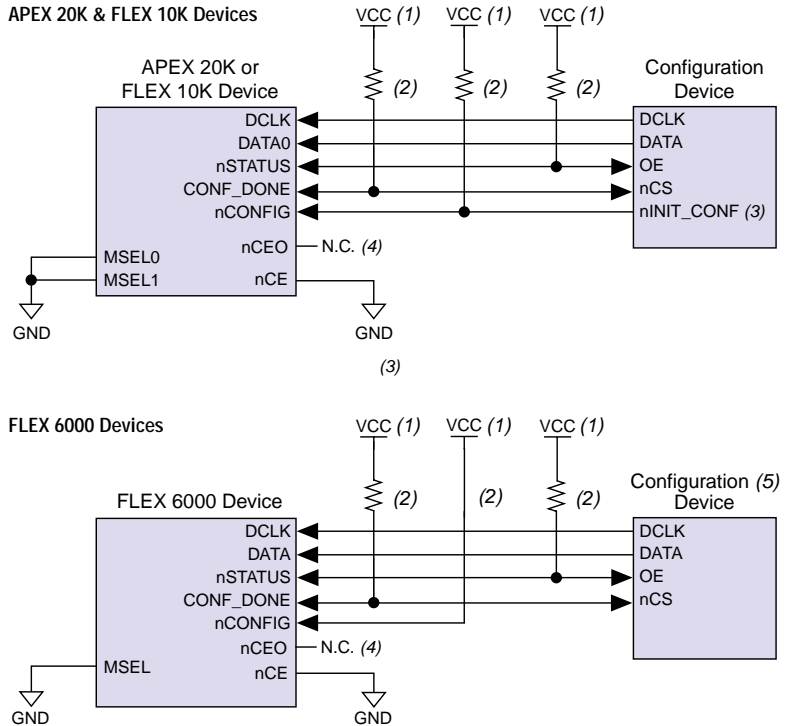 APEX 20K & FLEX 10K Devices
VCC (1) VCC (1) VCC (1)
(2) (2) (2)
APEX 20K or
FLEX 10K Device
Configuration
Device
DCLK DCLK
DATA0 DATA
nSTATUS OE
CONF_DONE nCS
nCONFIG nINIT_CONF (3)
nCEO N.C. (4)
MSEL0
MSEL1 nCE
GND GND
(3)
FLEX 6000 Devices
VCC (1) VCC (1) VCC (1)
(2) (2) (2)
FLEX 6000 Device
Configuration (5)
Device
DCLK DCLK
DATA DATA
nSTATUS OE
CONF_DONE nCS
nCONFIG
nCEO N.C. (4)
MSEL nCE
GND GND